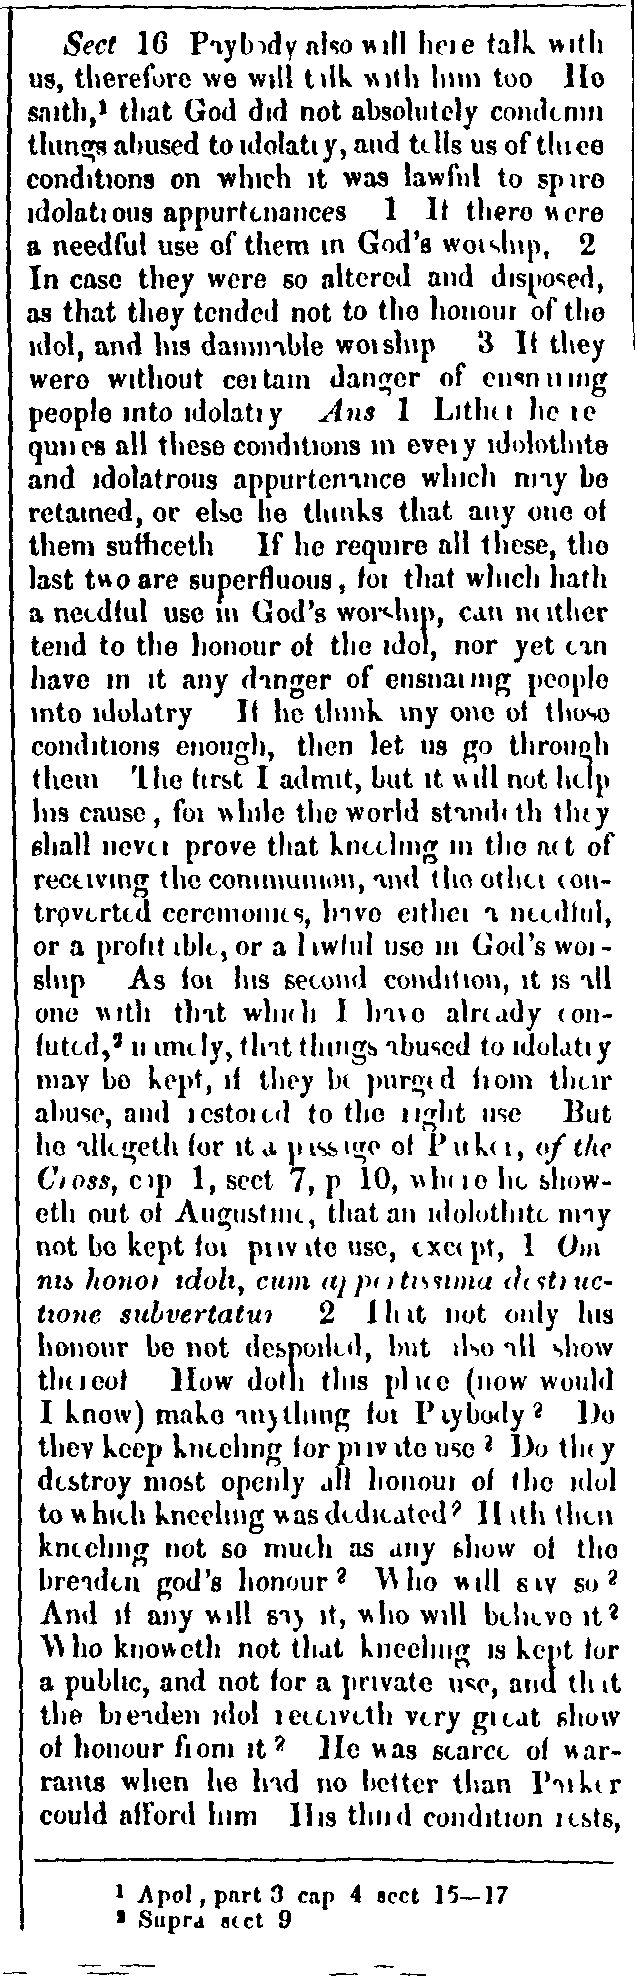 Sect 16 Paybody also will here talk with
us, therefore we will talk with him too He
saith,¹ that God did not absolutely condemn
things abused to idolatry, and tells us of three
conditions on which it was lawful to spare
idolatrous appurtenances 1 If there were
a needful use of them in God's worship, 2
In case they were so altered and disposed,
as that they tended not to the honour of the
idol, and his damnable worship 3 If they
were without certain danger of ensnaring
people into idolatry Ans 1 Either he re
quires all these conditions in every idolothite
and idolatrous appurtenance which may be
retained, or else he thinks that any one of
them sufficeth If he require all these, the
last two are superfluous, for that which hath
a needful use in God's worship, can neither
tend to the honour of the idol, nor yet can
have in it any danger of ensnaring people
into idolatry If he think any one of those
conditions enough, then let us go through
them The first I admit, but it will not help
his cause, for while the world standeth they
shall never prove that kneeling in the act of
receiving the communion, and the other con-
troverted ceremonies, have either a needful,
or a profitable, or a lawful use in God's wor-
ship As for his second condition, it is all
one with that which I have already con-
futed,² namely, that things abused to idolatry
may be kept, if they be purged from their
abuse, and restored to the right use But
he allegeth for it a passage of Parker, of the
Cross, cap 1, sect 7, p 10, where he show-
eth out of Augustine, that an idolothite may
not be kept for private use, except, 1 Om
nis honor idoli, cum appertissima destruc-
tione subvertatur 2 That not only his
honour be not despoiled, but also all show
thereof How doth this place (now would
I know) make anything for Paybody? Do
they keep kneeling for private use? Do they
destroy most openly all honour of the idol
to which kneeling was dedicated? Hath then
kneeling not so much as any show of the
breaden god's honour? Who will say so?
And if any will say it, who will believe it?
Who knoweth not that kneeling is kept for
a public, and not for a private use, and that
the breaden idol receiveth very great show
of honour from it? He was scarce of war-
rants when he had no better than Parker
could afford him His third condition rests,
¹ Apol, part 3 cap 4 sect 15—17
² Supra sect 9